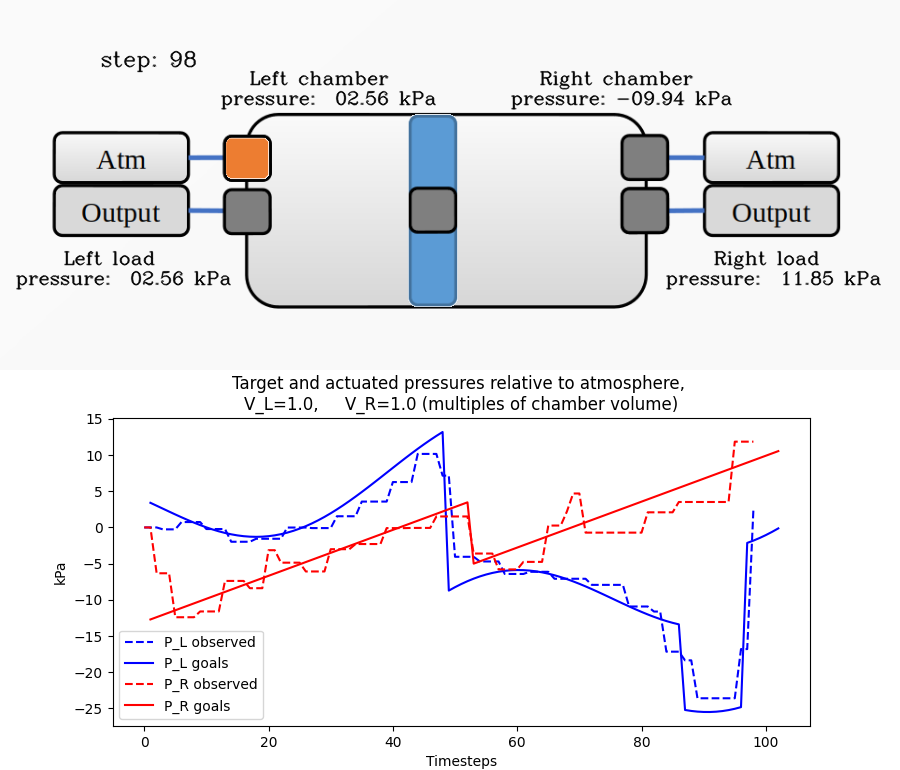 step: 98
Left chamber
pressure:  02.56 kPa
Right chamber
pressure: −09.94 kPa
Atm
Output
Atm
Output
Left load
pressure:  02.56 kPa
Right load
pressure:  11.85 kPa
Target and actuated pressures relative to atmosphere,
V_L=1.0,     V_R=1.0 (multiples of chamber volume)
15
10
5
0
−5
−10
−15
−20
−25
kPa
P_L observed
P_L goals
P_R observed
P_R goals
0 20 40 60 80 100
Timesteps